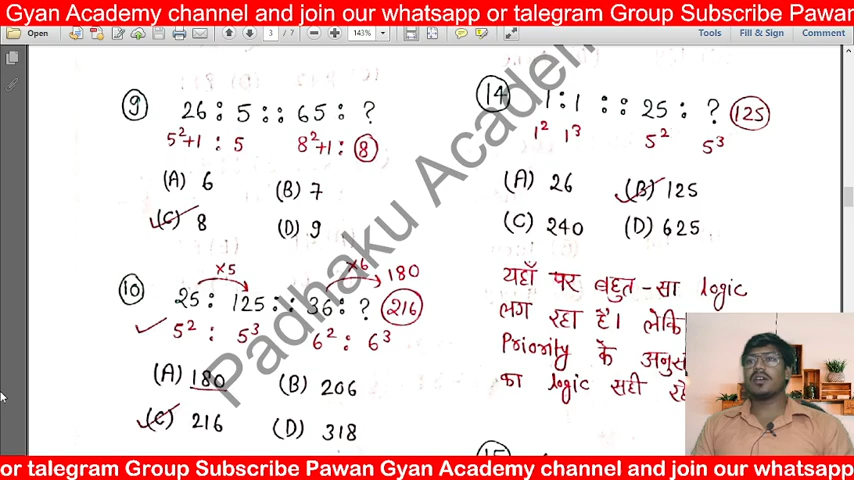 Gyan Academy channel and join our whatsapp or talegram Group Subscribe Pawan
Open
3 / 7
143%
Tools
Fill & Sign
Comment
Padhaku Academ
9
26 : 5 :: 65 : ?
5²+1 : 5 8²+1 : 8
(A) 6
(B) 7
(C) 8
(D) 9
10
×5 ×6 180
25 : 125 :: 36 : ? 216
5² : 5³ 6² : 6³
(A) 180
(B) 206
(C) 216
(D) 318
14
1 : 1 :: 25 : ? 125
1² 1³ 5² 5³
(A) 26
(B) 125
(C) 240
(D) 625
यहाँ पर बहुत-सा logic
लग रहा है। लेकि
Priority के अनुस
का logic सही रहे
or talegram Group Subscribe Pawan Gyan Academy channel and join our whatsapp